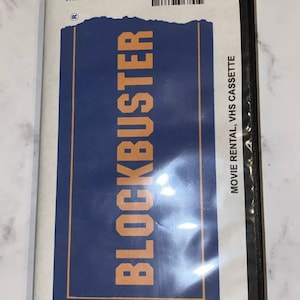 ®
BLOCKBUSTER
MOVIE RENTAL, VHS CASSETTE